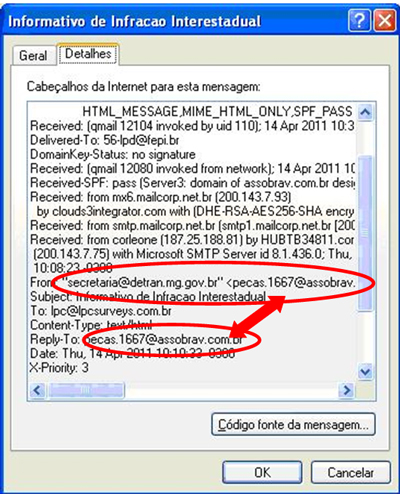 Informativo de Infracao Interestadual
Geral
Detalhes
Cabeçalhos da Internet para esta mensagem:
HTML_MESSAGE,MIME_HTML_ONLY,SPF_PASS
Received: (qmail 12104 invoked by uid 110); 14 Apr 2011 10:3
Delivered-To: 56-lpd@fepi.br
DomainKey-Status: no signature
Received: (qmail 12080 invoked from network); 14 Apr 2011 10
Received-SPF: pass (Server3: domain of assobrav.com.br desig
Received: from mx6.mailcorp.net.br (200.143.7.93)
by clouds3integrator.com with (DHE-RSA-AES256-SHA encry
Received: from smtp.mailcorp.net.br (smtp1.mailcorp.net.br [200
Received: from corleone (187.25.188.81) by HUBTB34811.cor
(200.143.7.75) with Microsoft SMTP Server id 8.1.436.0; Thu,
10:08:23 -0300
From: "secretaria@detran.mg.gov.br" <pecas.1667@assobrav.
Subject: Informativo de Infracao Interestadual
To: lpc@lpcsurveys.com.br
Content-Type: text/html
Reply-To: pecas.1667@assobrav.com.br
Date: Thu, 14 Apr 2011 10:10:33 -0300
X-Priority: 3
Código fonte da mensagem...
OK
Cancelar